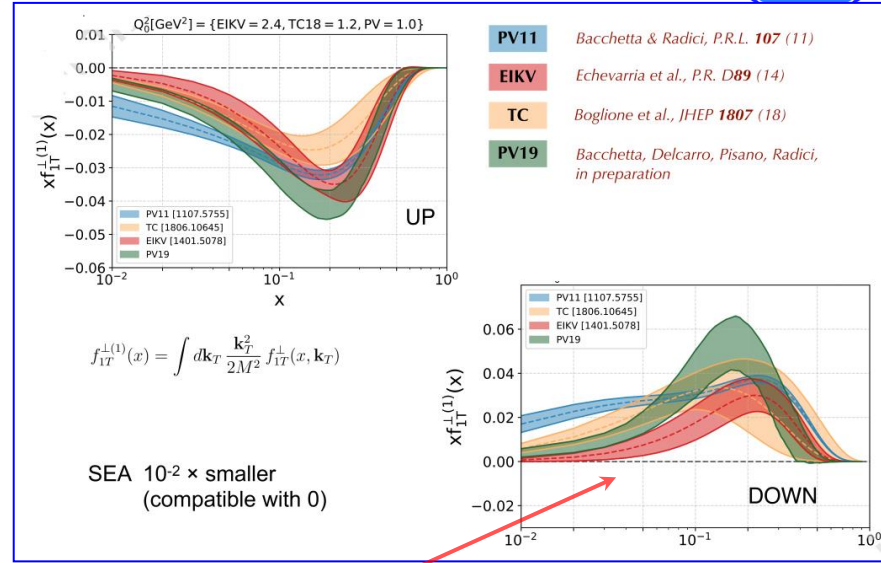 Q₀²[GeV²] = {EIKV = 2.4, TC18 = 1.2, PV = 1.0}
0.01
0.00
−0.01
−0.02
−0.03
−0.04
−0.05
−0.06
xf₁T^⊥(1)(x)
PV11 [1107.5755]
TC [1806.10645]
EIKV [1401.5078]
PV19
UP
10⁻²
10⁻¹
10⁰
x
PV11 Bacchetta & Radici, P.R.L. 107 (11)
EIKV Echevarria et al., P.R. D89 (14)
TC Boglione et al., JHEP 1807 (18)
PV19 Bacchetta, Delcarro, Pisano, Radici,
in preparation
f₁T^⊥(1)(x) = ∫ dk_T k_T²/2M² f₁T^⊥(x, k_T)
SEA 10⁻² × smaller
(compatible with 0)
PV11 [1107.5755]
TC [1806.10645]
EIKV [1401.5078]
PV19
0.06
0.04
0.02
0.00
−0.02
xf₁T^⊥(1)(x)
DOWN
10⁻²
10⁻¹
10⁰